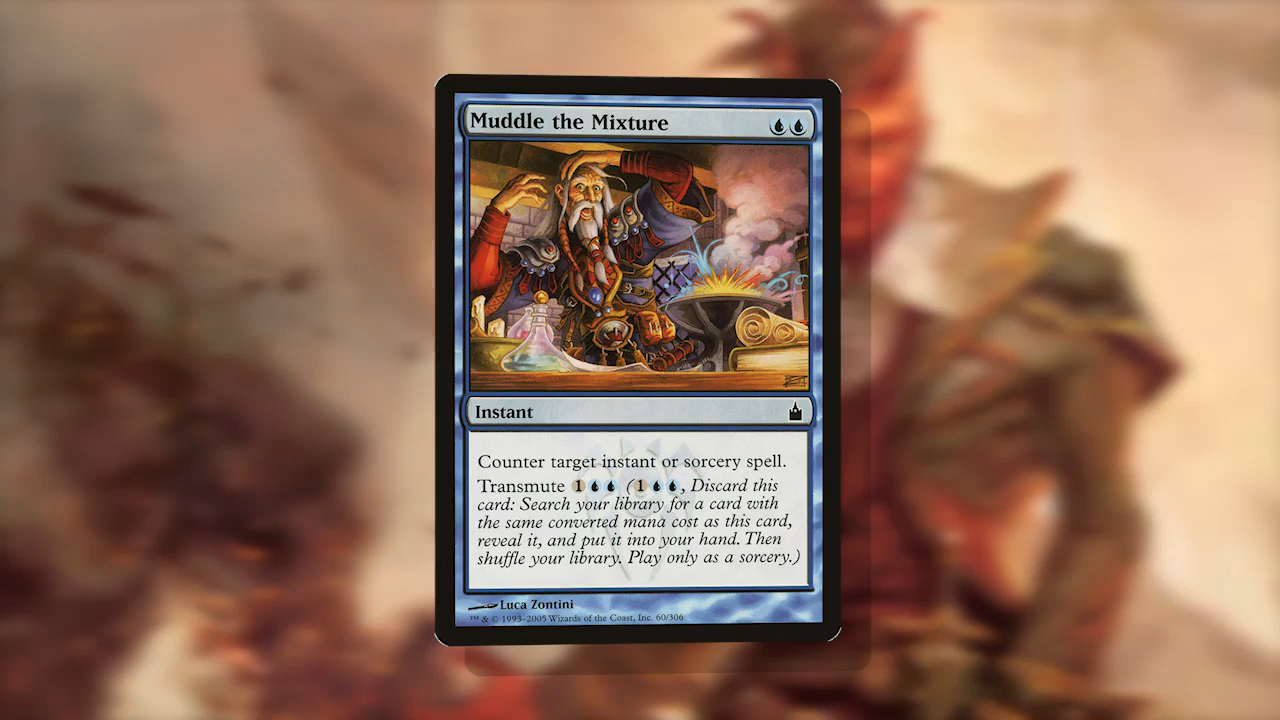 Muddle the Mixture
Instant
Counter target instant or sorcery spell.
Transmute 1 (1 , Discard this
card: Search your library for a card with
the same converted mana cost as this card,
reveal it, and put it into your hand. Then
shuffle your library. Play only as a sorcery.)
Luca Zontini
™ & © 1993–2005 Wizards of the Coast, Inc. 60/306